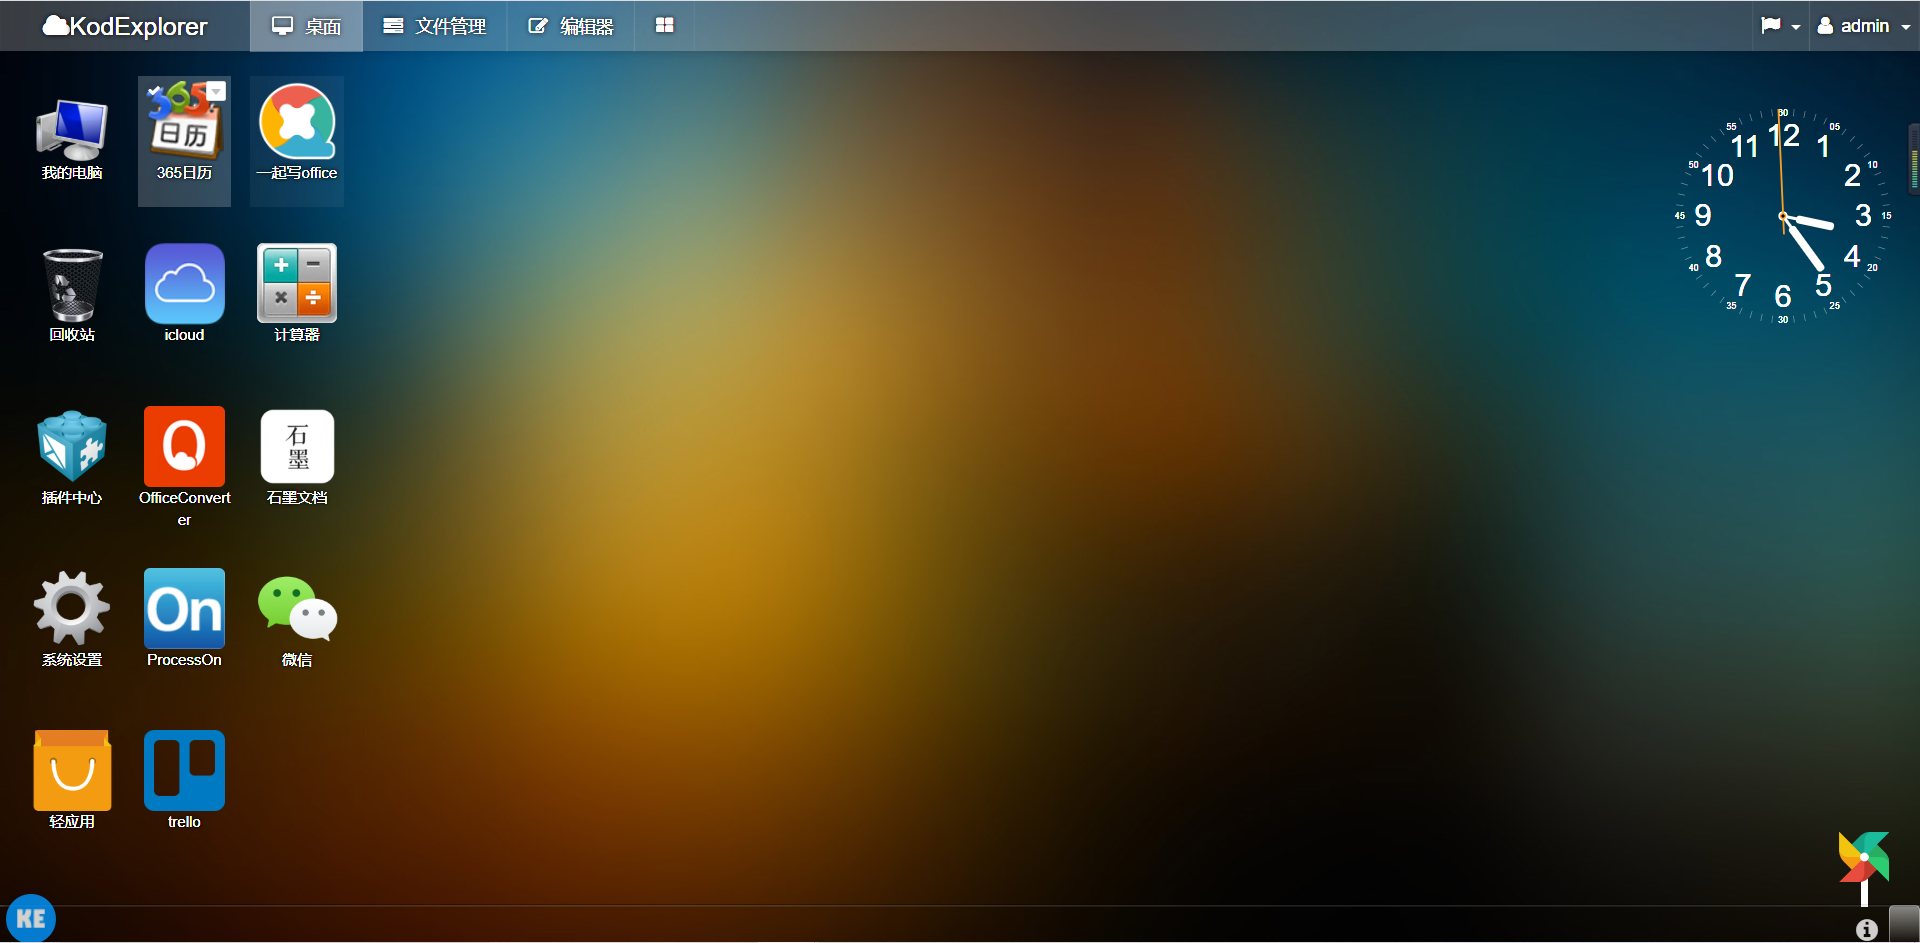 KodExplorer
桌面
文件管理
编辑器
admin
我的电脑
365
日历
365日历
一起写office
回收站
icloud
计算器
插件中心
OfficeConvert
er
石
墨
石墨文档
系统设置
On
ProcessOn
微信
轻应用
trello
60
55
05
11
12
1
50
10
10
2
45
9
3
15
40
8
4
20
35
7
6
5
25
30
KE